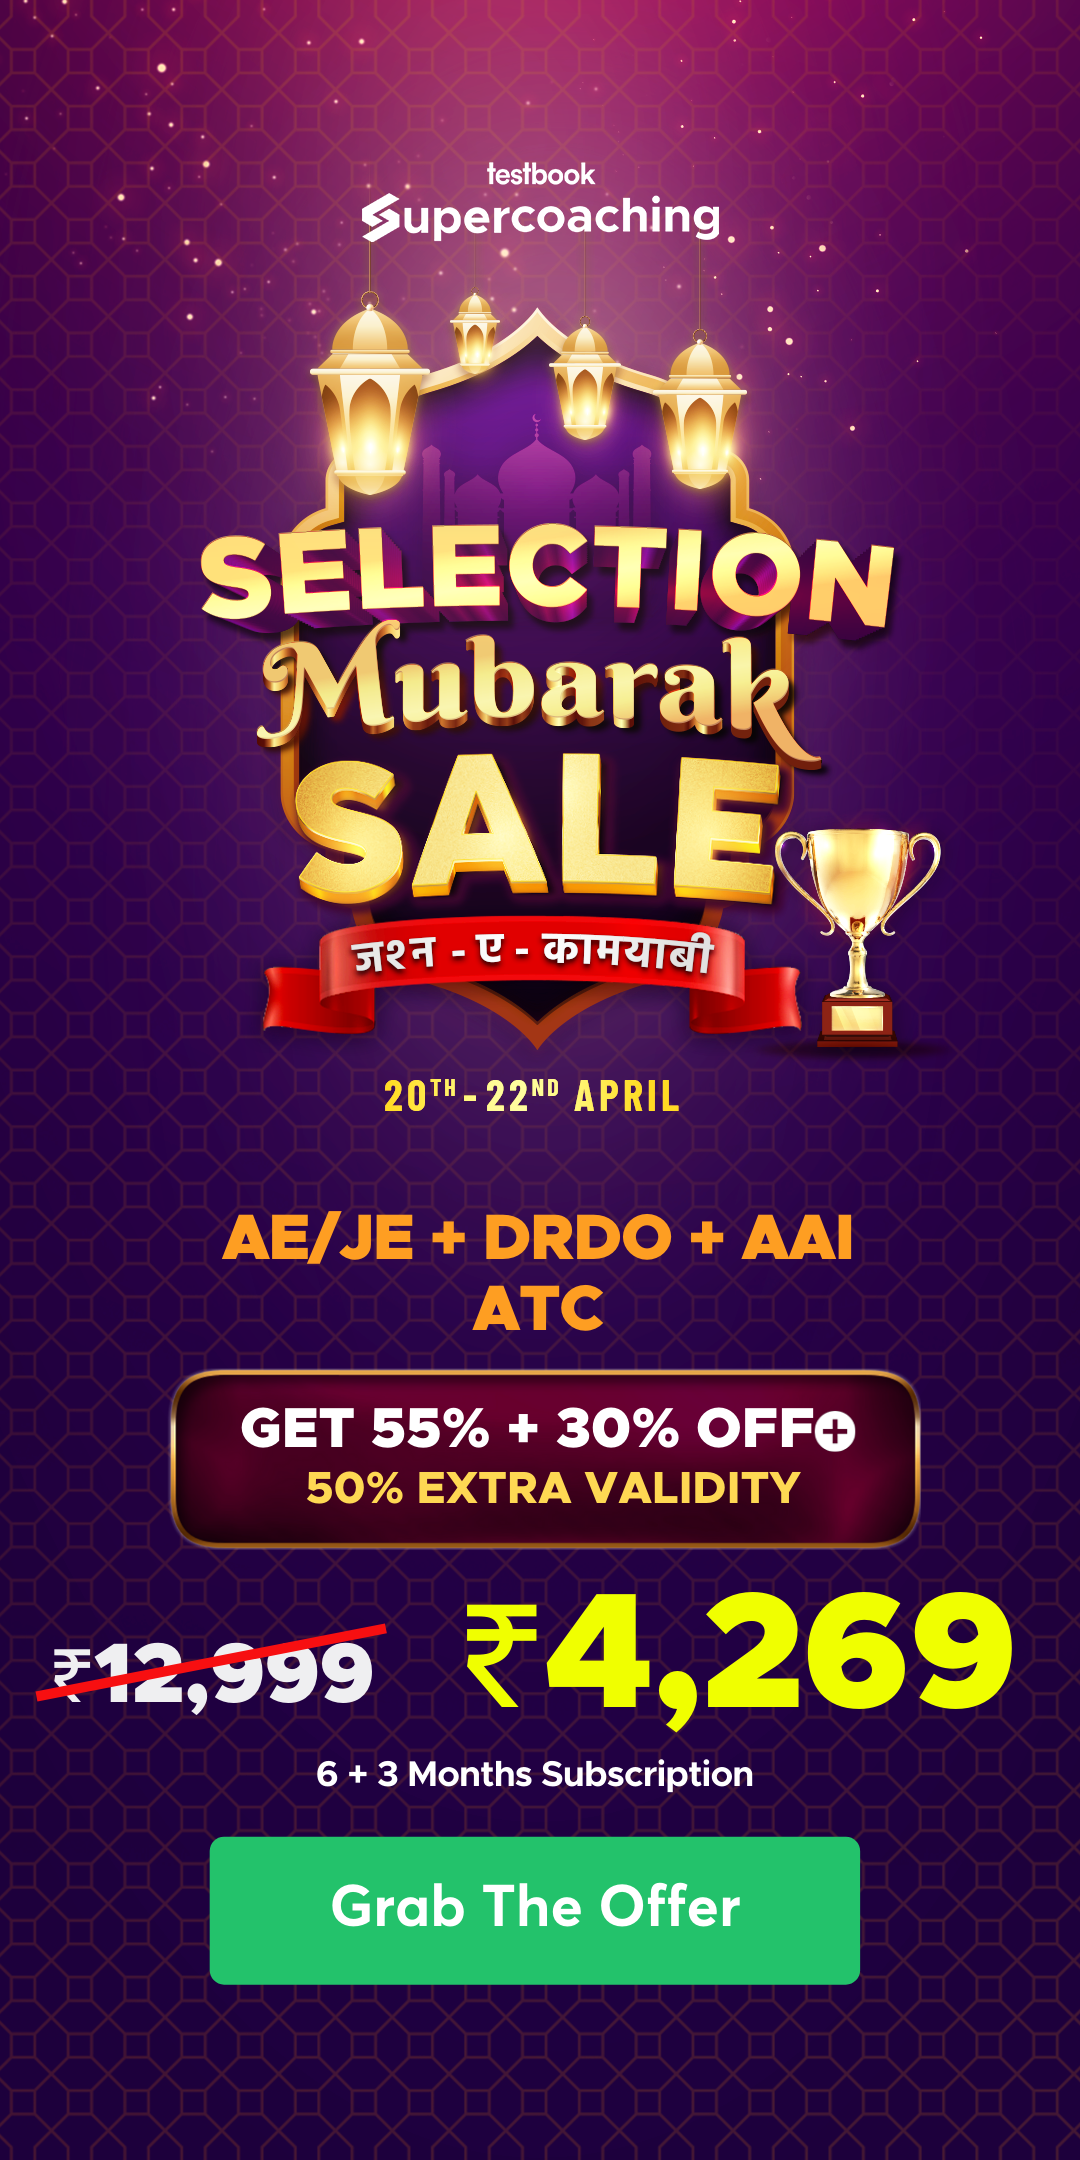 testbook
Supercoaching
SELECTION
Mubarak
SALE
जश्न - ए - कामयाबी
20TH - 22ND APRIL
AE/JE + DRDO + AAI
ATC
GET 55% + 30% OFF+
50% EXTRA VALIDITY
₹12,999 ₹4,269
6 + 3 Months Subscription
Grab The Offer